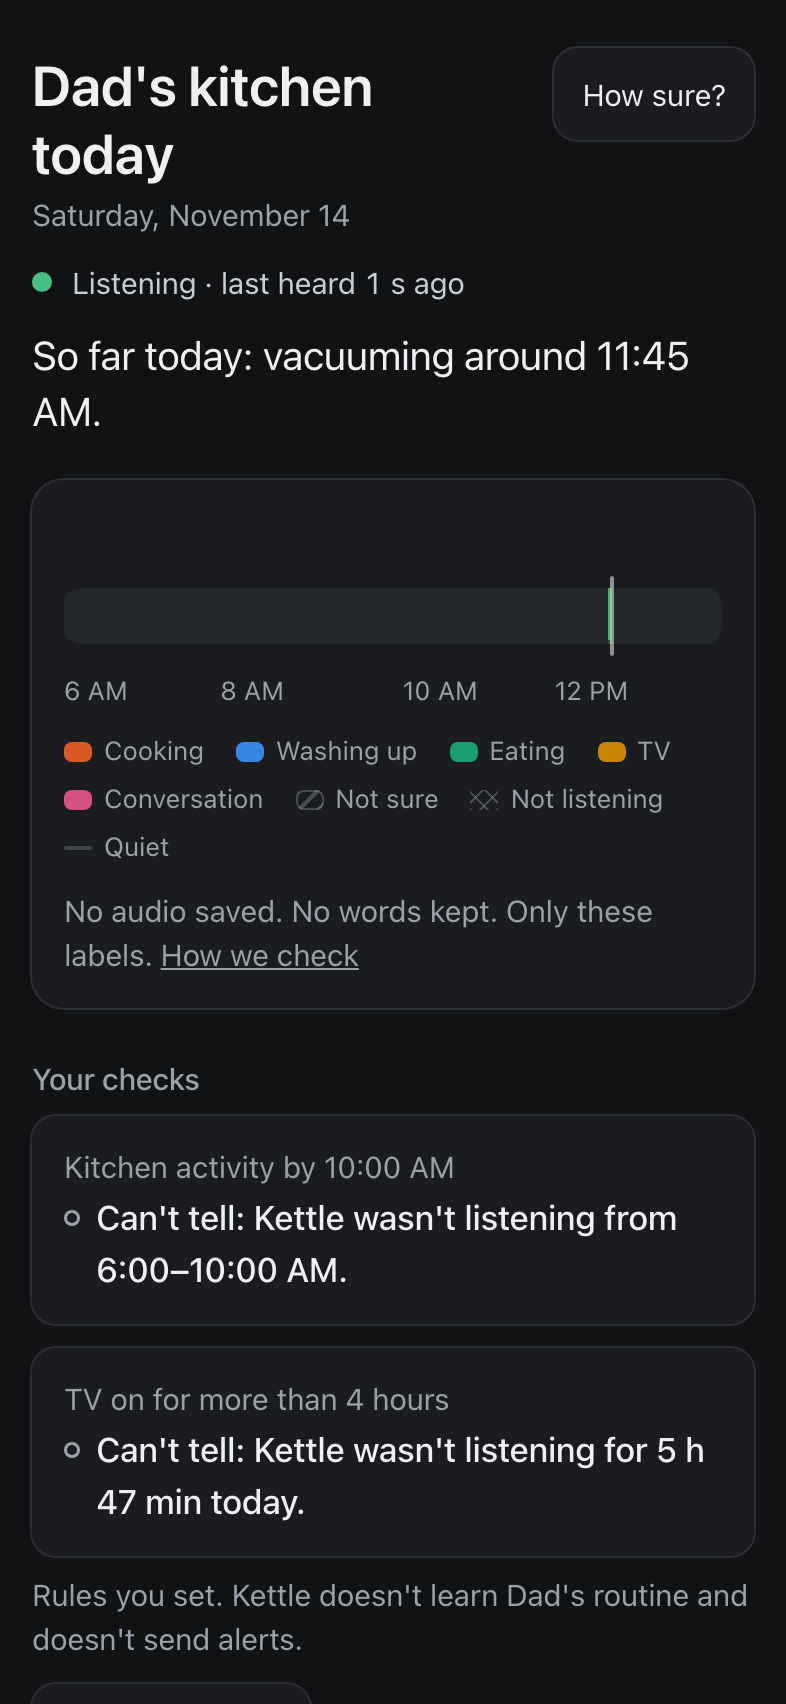 Dad's kitchen
today
How sure?
Saturday, November 14
Listening · last heard 1 s ago
So far today: vacuuming around 11:45
AM.
6 AM 8 AM 10 AM 12 PM
Cooking Washing up Eating TV
Conversation Not sure Not listening
Quiet
No audio saved. No words kept. Only these
labels. How we check
Your checks
Kitchen activity by 10:00 AM
Can't tell: Kettle wasn't listening from
6:00–10:00 AM.
TV on for more than 4 hours
Can't tell: Kettle wasn't listening for 5 h
47 min today.
Rules you set. Kettle doesn't learn Dad's routine and
doesn't send alerts.